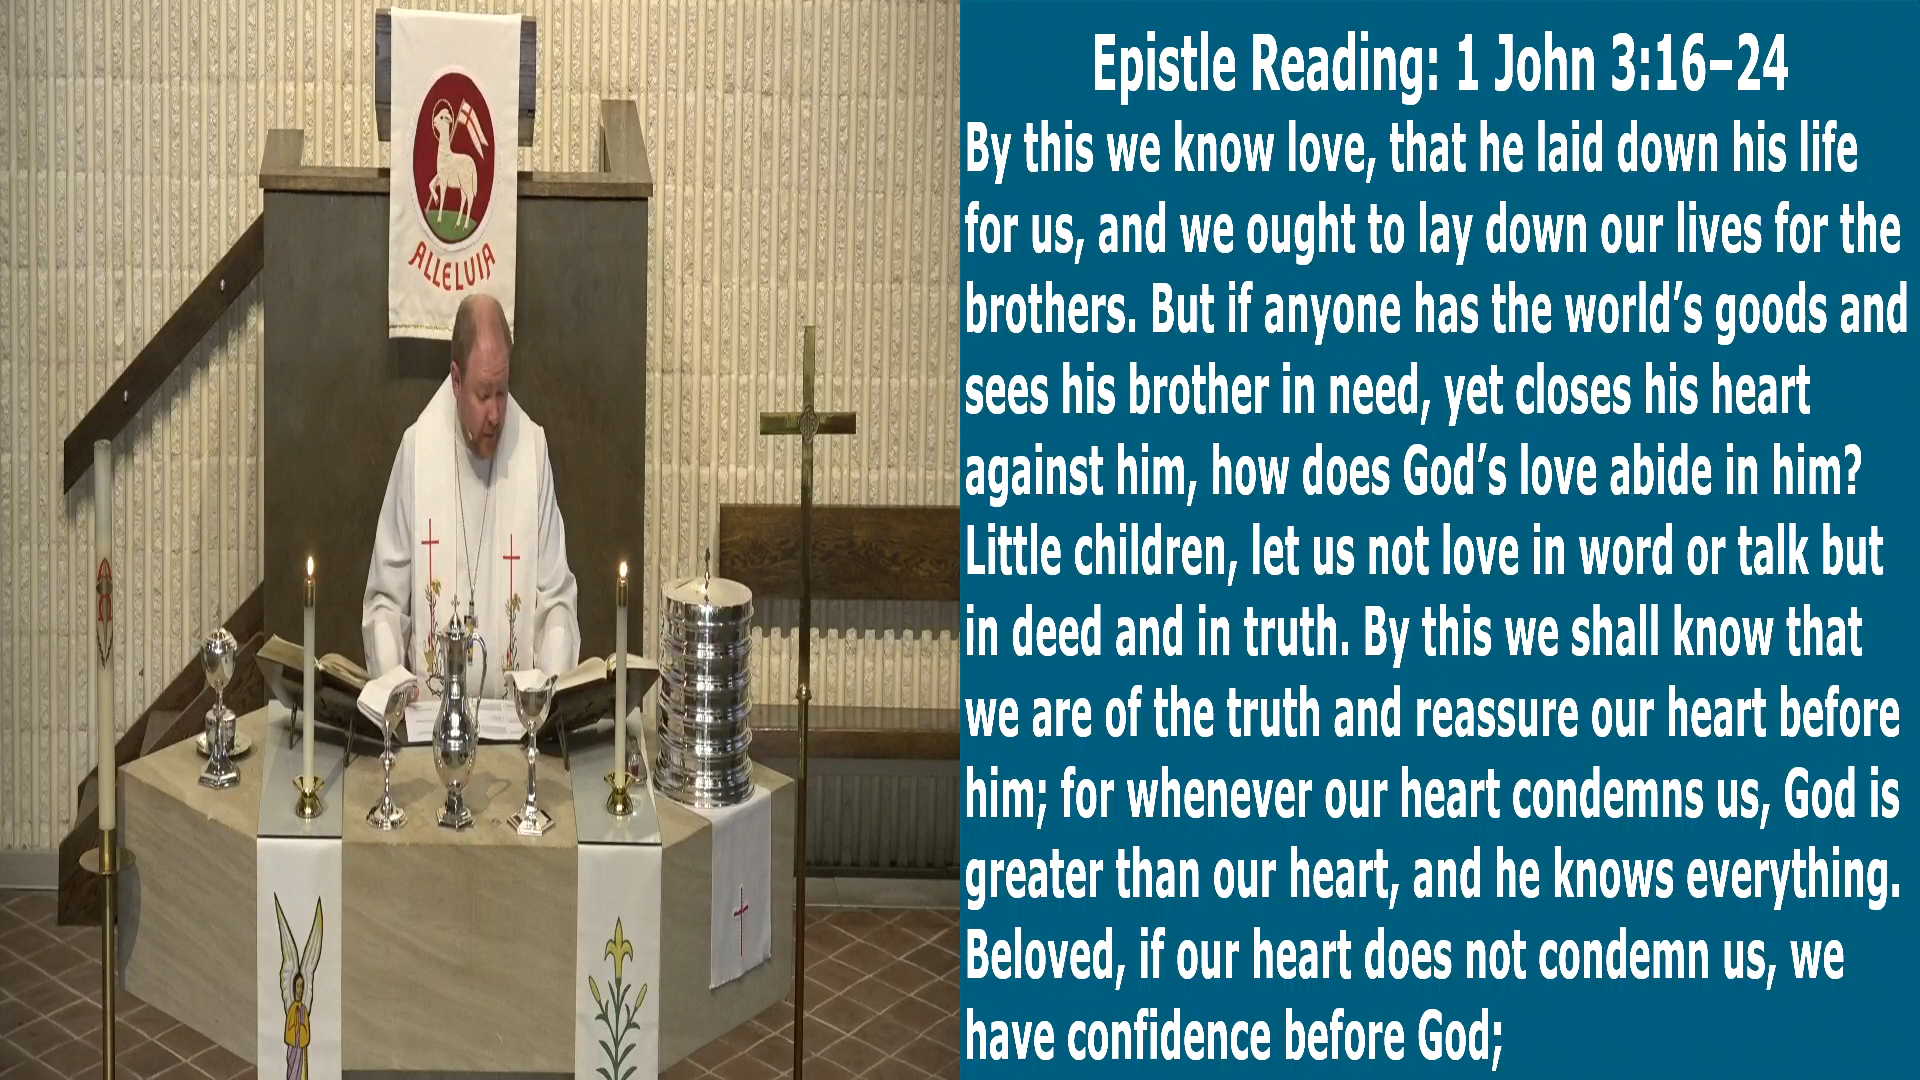 ALLELUIA
Epistle Reading: 1 John 3:16–24
By this we know love, that he laid down his life
for us, and we ought to lay down our lives for the
brothers. But if anyone has the world’s goods and
sees his brother in need, yet closes his heart
against him, how does God’s love abide in him?
Little children, let us not love in word or talk but
in deed and in truth. By this we shall know that
we are of the truth and reassure our heart before
him; for whenever our heart condemns us, God is
greater than our heart, and he knows everything.
Beloved, if our heart does not condemn us, we
have confidence before God;